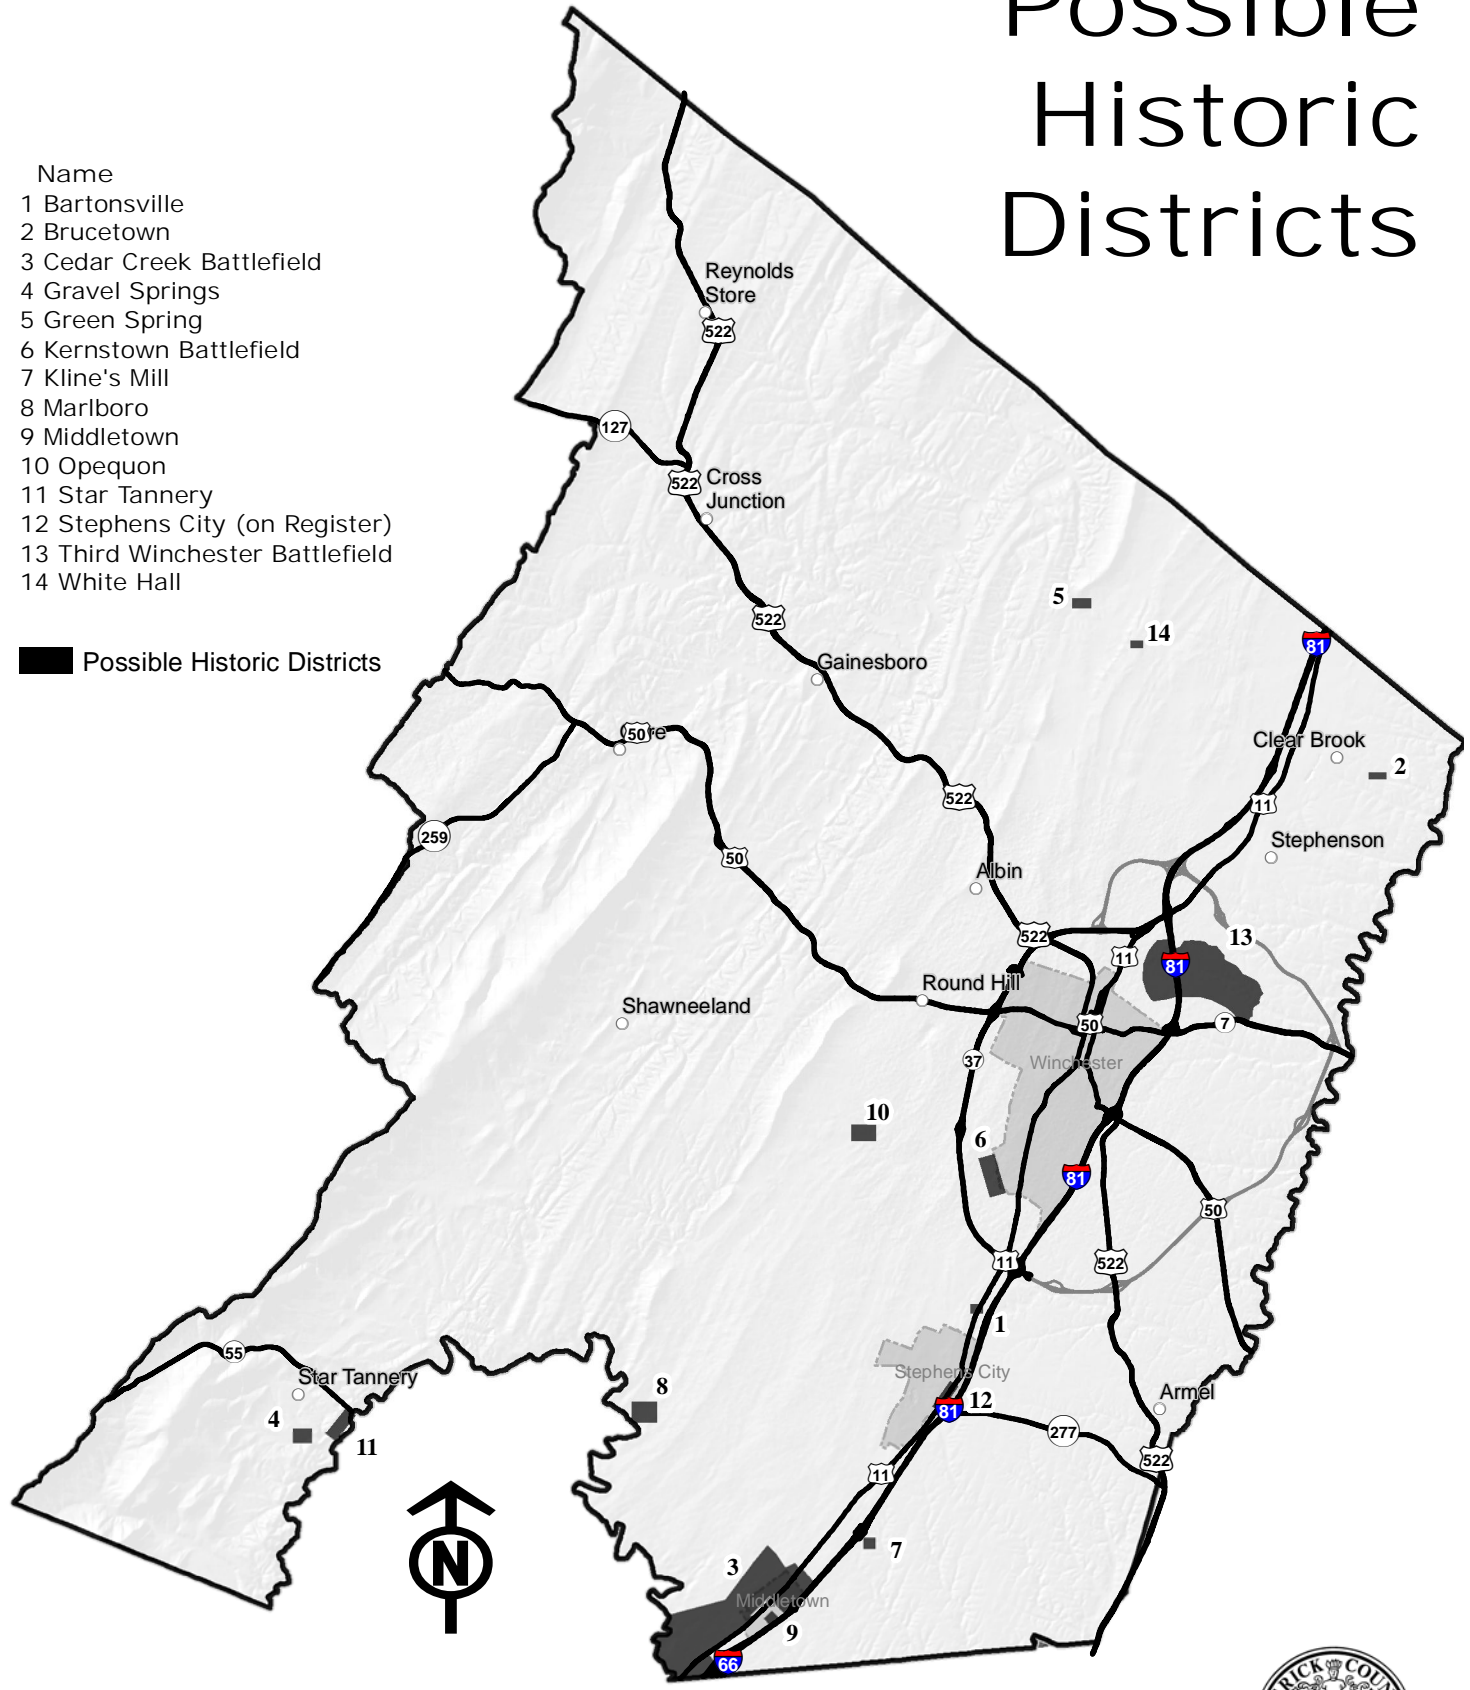 Possible
Historic
Districts
Name
1 Bartonsville
2 Brucetown
3 Cedar Creek Battlefield
4 Gravel Springs
5 Green Spring
6 Kernstown Battlefield
7 Kline's Mill
8 Marlboro
9 Middletown
10 Opequon
11 Star Tannery
12 Stephens City (on Register)
13 Third Winchester Battlefield
14 White Hall
Possible Historic Districts
Reynolds
Store
522
127
522
Cross
Junction
522
5
14
81
Gainesboro
50
Clear Brook
2
522
11
259
Stephenson
50
Albin
522
13
11
81
Round Hill
Shawneeland
50
7
37
Winchester
10
6
81
50
11
522
1
55
Stephens City
Star Tannery
8
Armel
81
12
4
277
11
522
11
7
3
Middletown
9
66
N
RICK COUN